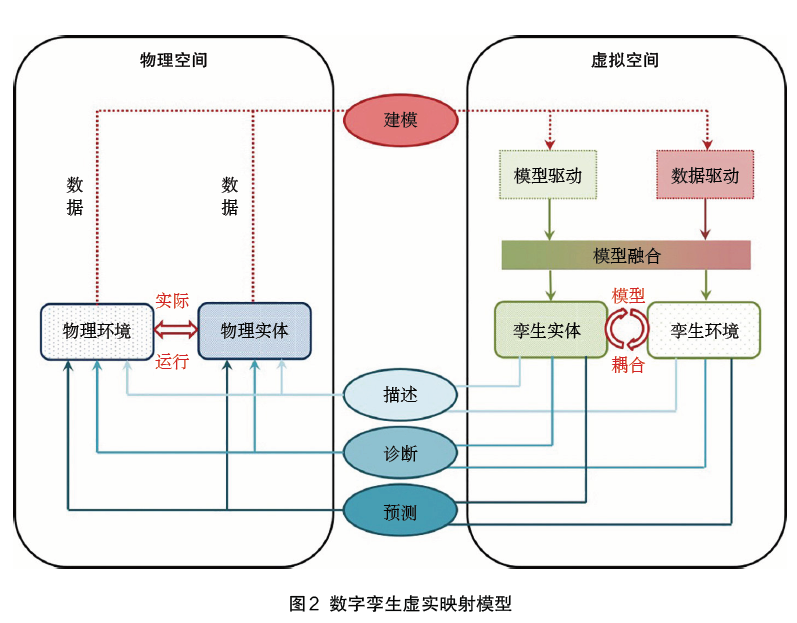 物理空间
虚拟空间
建模
数据
数据
模型驱动
数据驱动
模型融合
实际
模型
物理环境
物理实体
孪生实体
孪生环境
运行
耦合
描述
诊断
预测
图2 数字孪生虚实映射模型